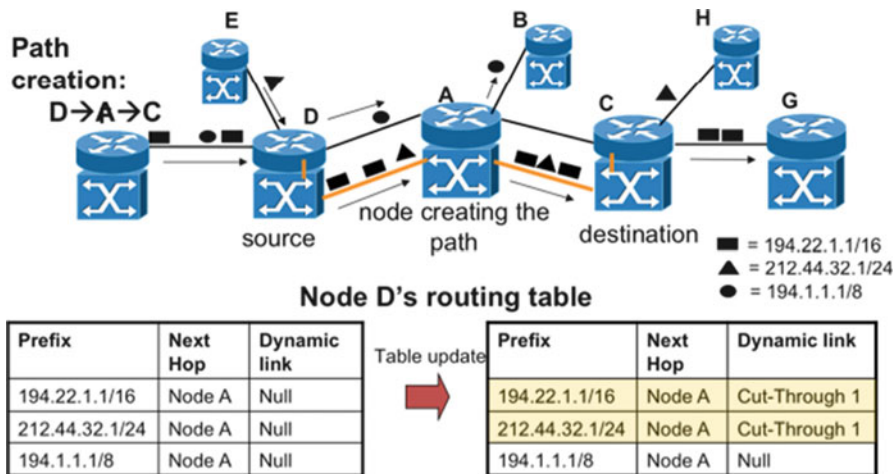 E
B
H
Path
creation:
D→A→C
D
A
C
G
source
node creating the
path
destination
= 194.22.1.1/16
= 212.44.32.1/24
= 194.1.1.1/8
Node D's routing table
Prefix Next Hop Dynamic link
194.22.1.1/16 Node A Null
212.44.32.1/24 Node A Null
194.1.1.1/8 Node A Null
Table update
Prefix Next Hop Dynamic link
194.22.1.1/16 Node A Cut-Through 1
212.44.32.1/24 Node A Cut-Through 1
194.1.1.1/8 Node A Null